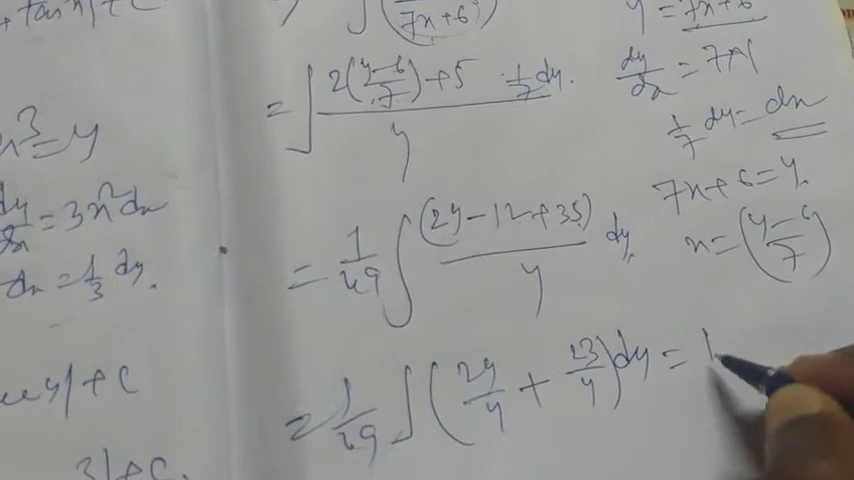 ∫ ( / 7x+6 )
y = 7x+6
dy/dx = 7
= ∫ (2((y-6)/7) + 5)/y · 1/7 dy.
1/7 dy = dx
x³ = y
7x+6 = y.
dy/dx = 3x² dx
= 1/49 ∫ (2y - 12 + 35)/y dy.
x = ((y-6)/7)
dx = 1/3 dy.
= 1/49 ∫ (2y/y + 23/y) dy =
y| + C
3| + C.